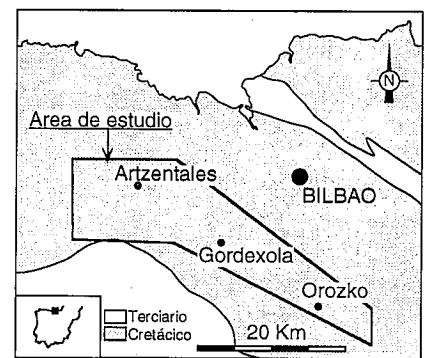 N
Area de estudio
Artzentales
BILBAO
Gordexola
Orozko
Terciario
Cretácico
20 Km